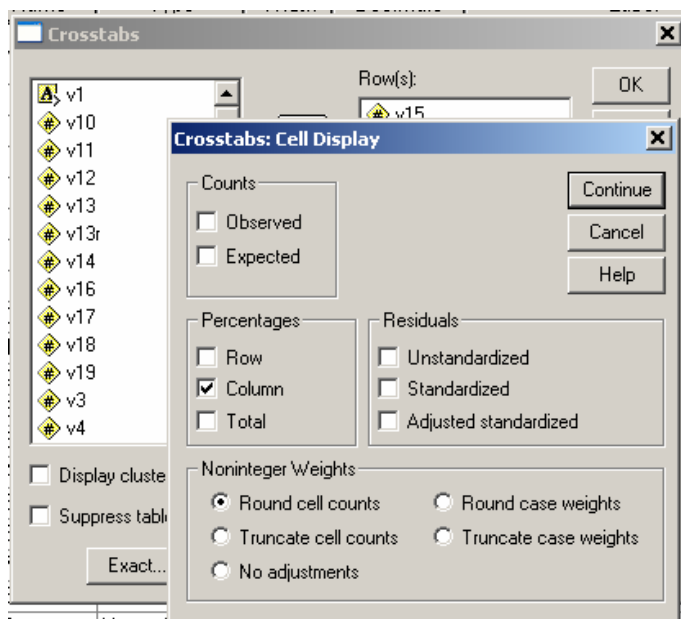 Crosstabs
v1
v10
v11
v12
v13
v13r
v14
v16
v17
v18
v19
v3
v4
Row(s):
v15
OK
Display cluste
Suppress tabl
Exact...
Crosstabs: Cell Display
Counts
Observed
Expected
Continue
Cancel
Help
Percentages
Row
Column
Total
Residuals
Unstandardized
Standardized
Adjusted standardized
Noninteger Weights
Round cell counts
Round case weights
Truncate cell counts
Truncate case weights
No adjustments